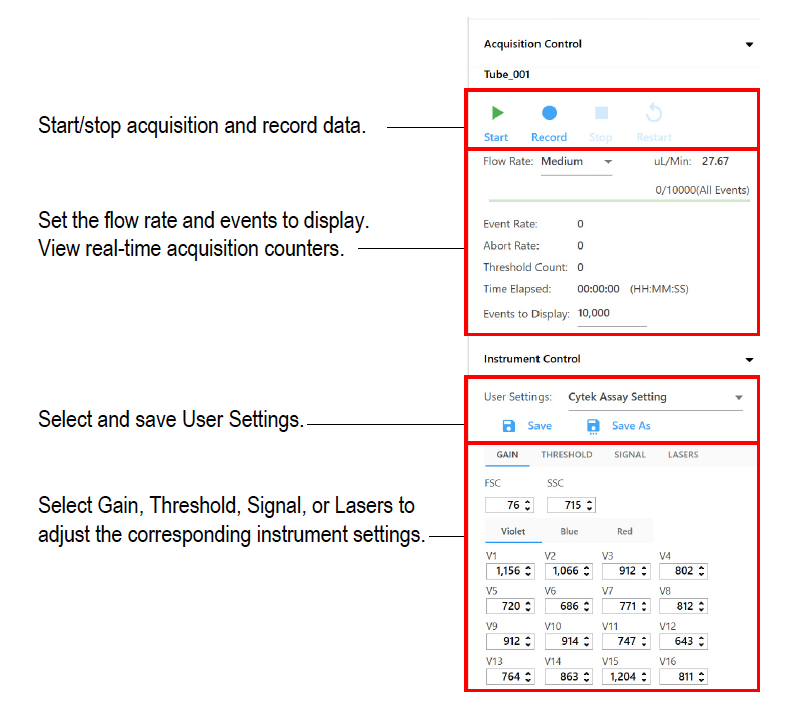 Acquisition Control
Tube_001
Start/stop acquisition and record data.
Start Record Stop Restart
Flow Rate: Medium uL/Min: 27.67
0/10000(All Events)
Set the flow rate and events to display.
View real-time acquisition counters.
Event Rate: 0
Abort Rate: 0
Threshold Count: 0
Time Elapsed: 00:00:00 (HH:MM:SS)
Events to Display: 10,000
Instrument Control
Select and save User Settings.
User Settings: Cytek Assay Setting
Save Save As
Select Gain, Threshold, Signal, or Lasers to
adjust the corresponding instrument settings.
GAIN THRESHOLD SIGNAL LASERS
FSC SSC
76 715
Violet Blue Red
V1 V2 V3 V4
1,156 1,066 912 802
V5 V6 V7 V8
720 686 771 812
V9 V10 V11 V12
912 914 747 643
V13 V14 V15 V16
764 863 1,204 811